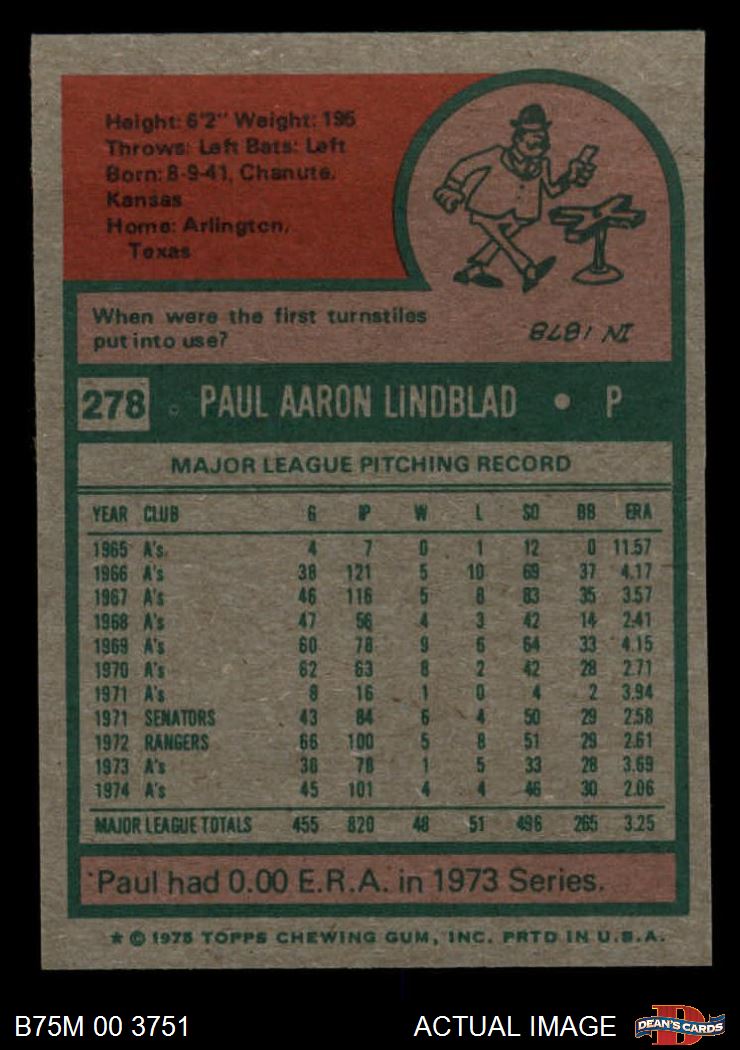 Height: 6'2" Weight: 195
Throws: Left Bats: Left
Born: 8-9-41, Chanute,
Kansas
Home: Arlington,
Texas
When were the first turnstiles
put into use?
IN 1878
278 PAUL AARON LINDBLAD • P
MAJOR LEAGUE PITCHING RECORD
YEAR CLUB G IP W L SO BB ERA
1965 A's 4 7 0 1 12 0 11.57
1966 A's 38 121 5 10 69 37 4.17
1967 A's 46 116 5 8 83 35 3.57
1968 A's 47 56 4 3 42 14 2.41
1969 A's 60 78 9 6 64 33 4.15
1970 A's 62 63 8 2 42 28 2.71
1971 A's 8 16 1 0 4 2 3.94
1971 SENATORS 43 84 6 4 50 29 2.58
1972 RANGERS 66 100 5 8 51 29 2.61
1973 A's 36 78 1 5 33 28 3.69
1974 A's 45 101 4 4 46 30 2.06
MAJOR LEAGUE TOTALS 455 820 48 51 496 265 3.25
Paul had 0.00 E.R.A. in 1973 Series.
★ © 1975 TOPPS CHEWING GUM, INC. PRTD IN U.S.A.
B75M 00 3751 ACTUAL IMAGE
D
DEAN'S CARDS